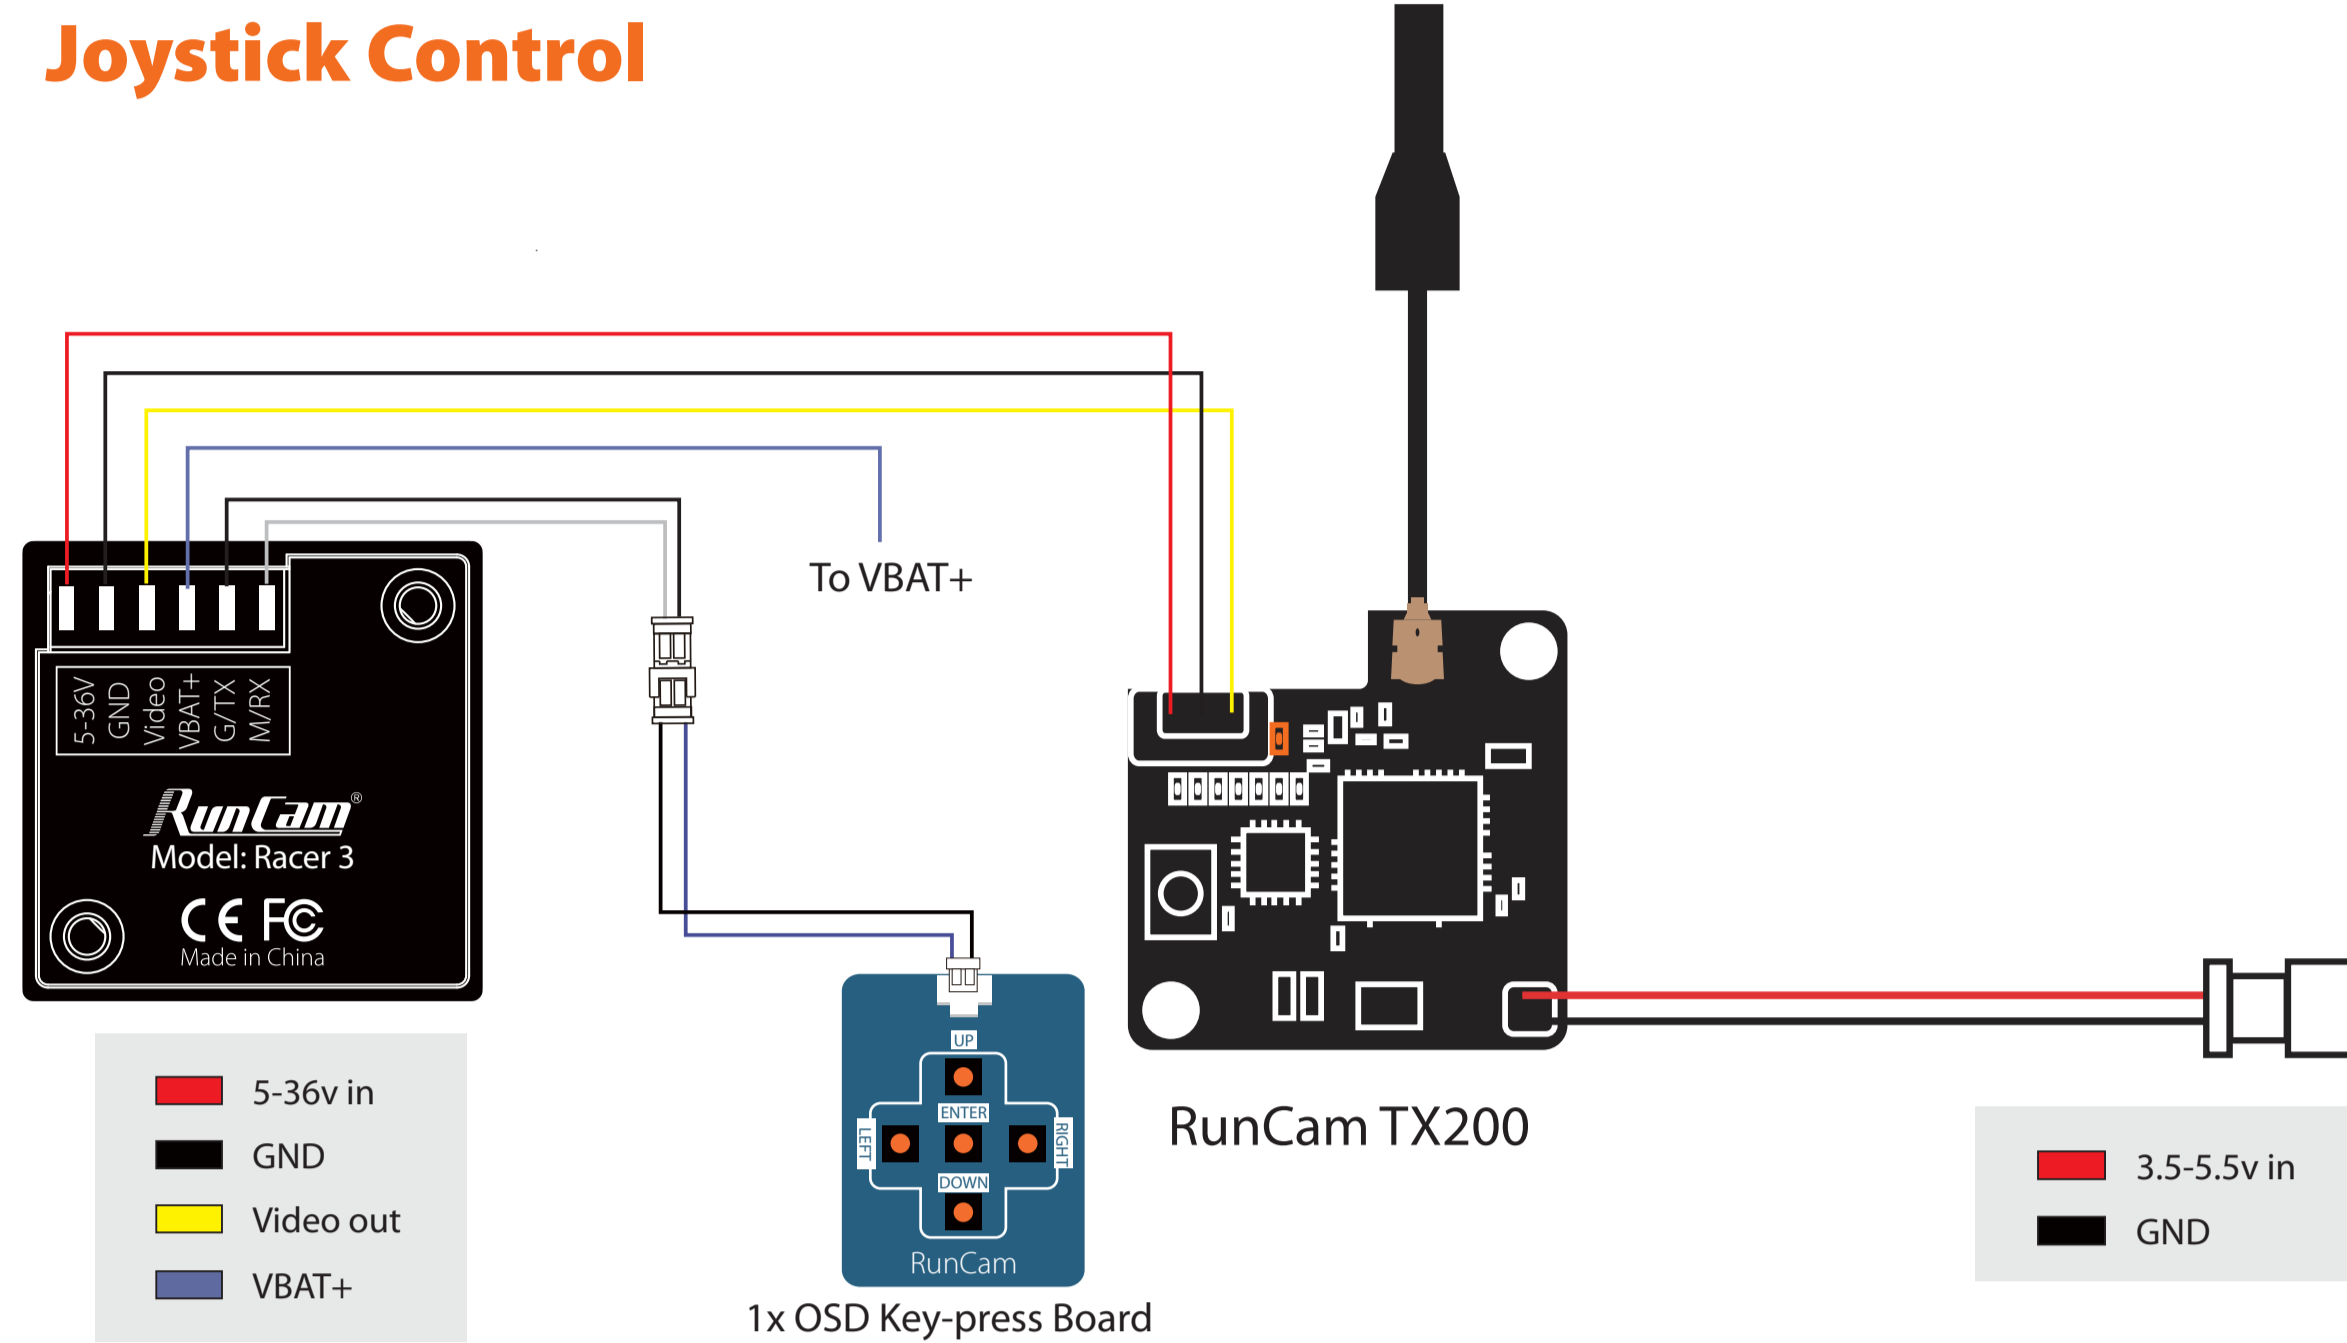 Joystick Control
To VBAT+
5-36V
GND
Video
VBAT+
G/TX
M/RX
RunCam®
Model: Racer 3
CE FC
Made in China
5-36v in
GND
Video out
VBAT+
UP
ENTER
LEFT
RIGHT
DOWN
RunCam
1x OSD Key-press Board
RunCam TX200
3.5-5.5v in
GND